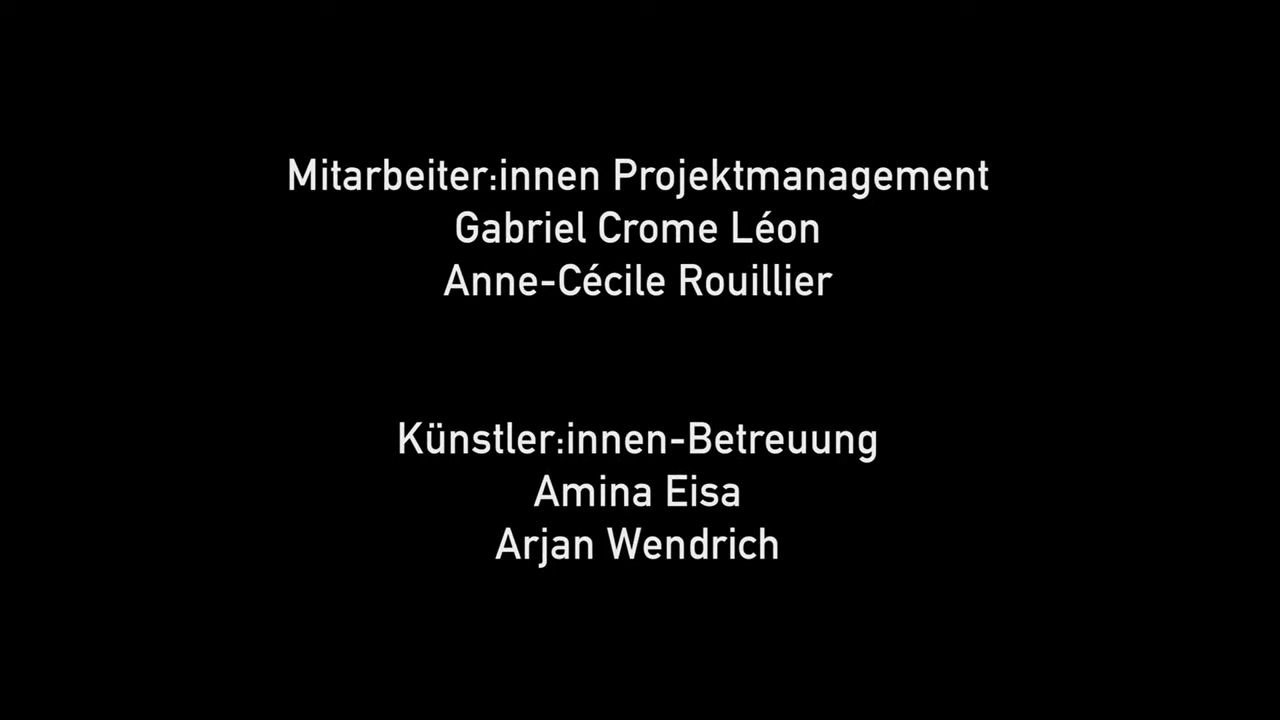 Mitarbeiter:innen Projektmanagement
Gabriel Crome Léon
Anne-Cécile Rouillier
Künstler:innen-Betreuung
Amina Eisa
Arjan Wendrich